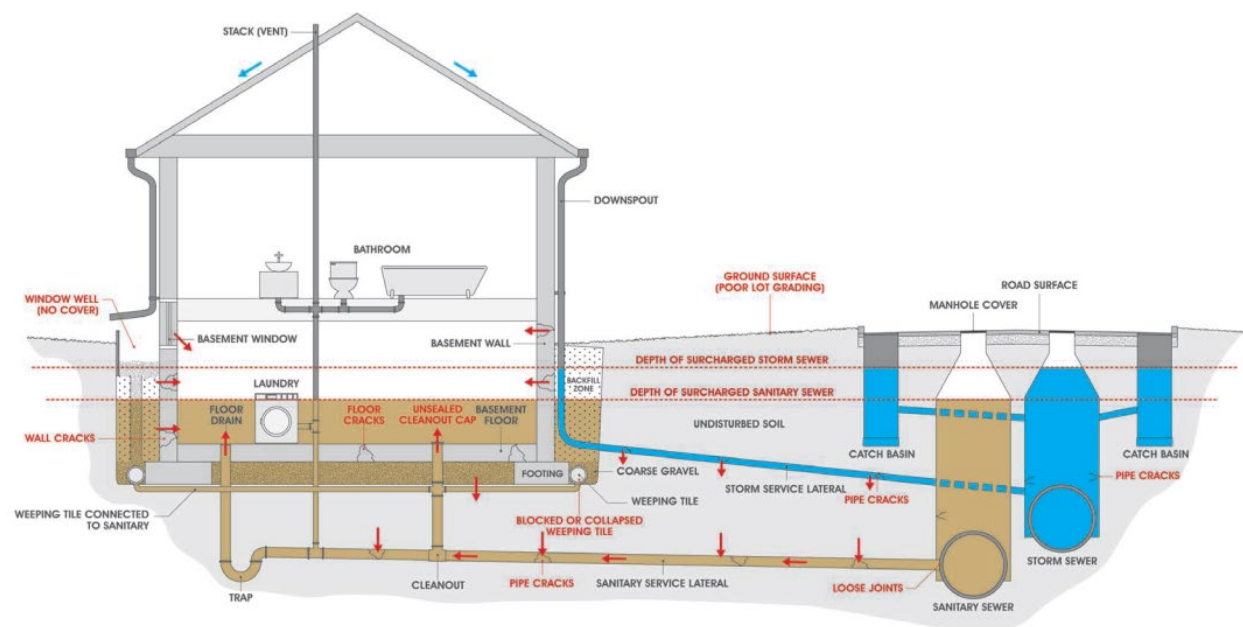 STACK (VENT)
DOWNSPOUT
BATHROOM
WINDOW WELL
(NO COVER)
BASEMENT WINDOW
BASEMENT WALL
GROUND SURFACE
(POOR LOT GRADING)
MANHOLE COVER
ROAD SURFACE
DEPTH OF SURCHARGED STORM SEWER
BACKFILL
ZONE
DEPTH OF SURCHARGED SANITARY SEWER
LAUNDRY
FLOOR
DRAIN
FLOOR
CRACKS
UNSEALED
CLEANOUT CAP
BASEMENT
FLOOR
WALL CRACKS
UNDISTURBED SOIL
CATCH BASIN
CATCH BASIN
FOOTING
COARSE GRAVEL
STORM SERVICE LATERAL
PIPE CRACKS
PIPE CRACKS
WEEPING TILE
WEEPING TILE CONNECTED
TO SANITARY
BLOCKED OR COLLAPSED
WEEPING TILE
STORM SEWER
TRAP
CLEANOUT
PIPE CRACKS
SANITARY SERVICE LATERAL
LOOSE JOINTS
SANITARY SEWER